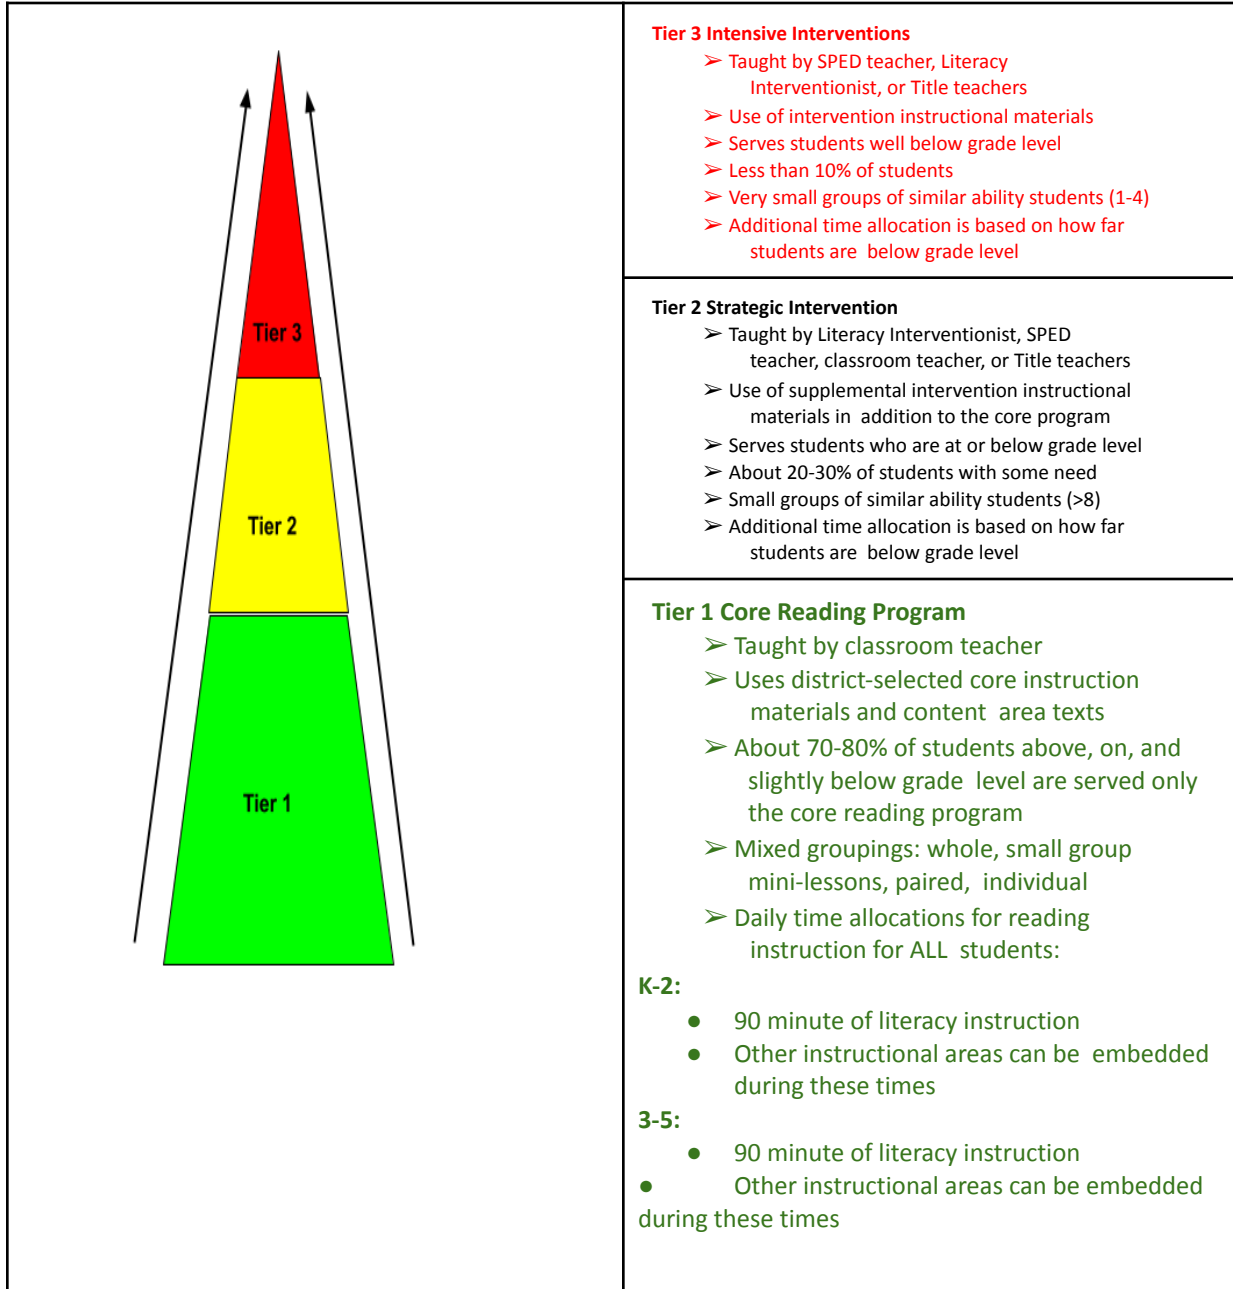 Tier 3
Tier 2
Tier 1
Tier 3 Intensive Interventions
➢ Taught by SPED teacher, Literacy
Interventionist, or Title teachers
➢ Use of intervention instructional materials
➢ Serves students well below grade level
➢ Less than 10% of students
➢ Very small groups of similar ability students (1-4)
➢ Additional time allocation is based on how far
students are below grade level
Tier 2 Strategic Intervention
➢ Taught by Literacy Interventionist, SPED
teacher, classroom teacher, or Title teachers
➢ Use of supplemental intervention instructional
materials in addition to the core program
➢ Serves students who are at or below grade level
➢ About 20-30% of students with some need
➢ Small groups of similar ability students (>8)
➢ Additional time allocation is based on how far
students are below grade level
Tier 1 Core Reading Program
➢ Taught by classroom teacher
➢ Uses district-selected core instruction
materials and content area texts
➢ About 70-80% of students above, on, and
slightly below grade level are served only
the core reading program
➢ Mixed groupings: whole, small group
mini-lessons, paired, individual
➢ Daily time allocations for reading
instruction for ALL students:
K-2:
● 90 minute of literacy instruction
● Other instructional areas can be embedded
during these times
3-5:
● 90 minute of literacy instruction
● Other instructional areas can be embedded
during these times